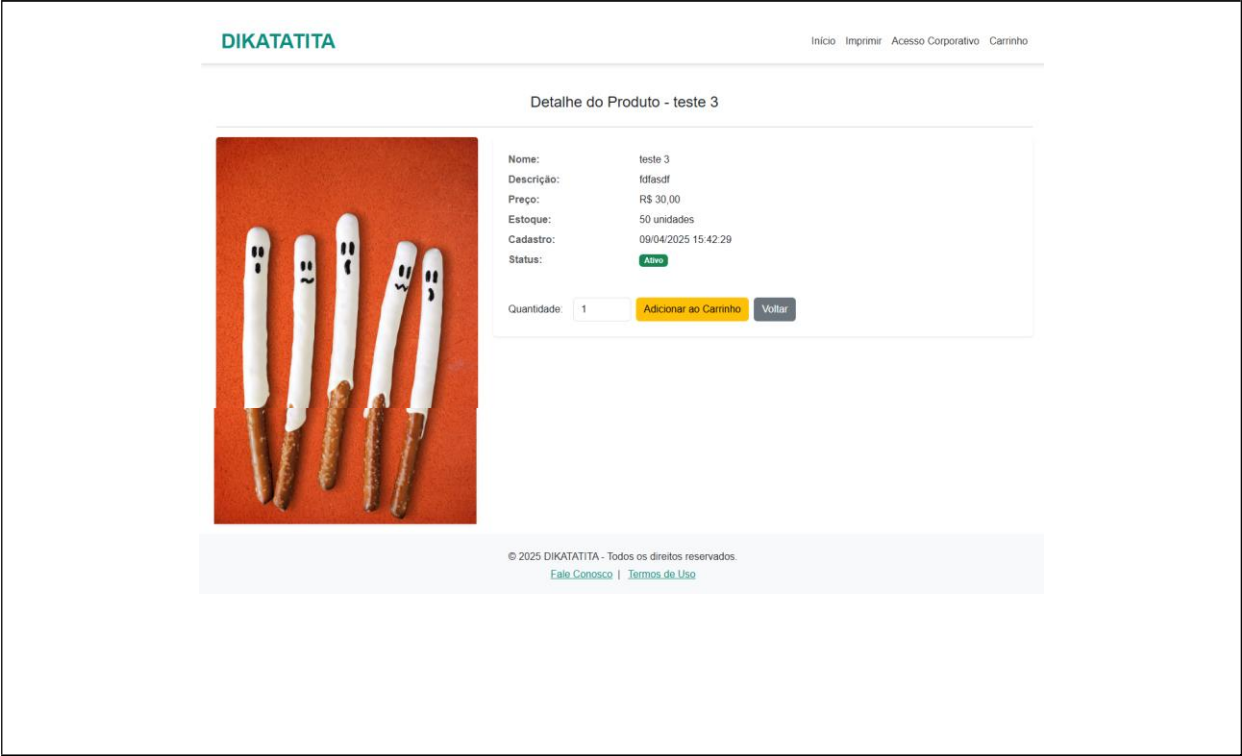 DIKATATITA
Início Imprimir Acesso Corporativo Carrinho
Detalhe do Produto - teste 3
Nome: teste 3
Descrição: fdfasdf
Preço: R$ 30,00
Estoque: 50 unidades
Cadastro: 09/04/2025 15:42:29
Status: Ativo
Quantidade: 1 Adicionar ao Carrinho Voltar
© 2025 DIKATATITA - Todos os direitos reservados.
Fale Conosco | Termos de Uso